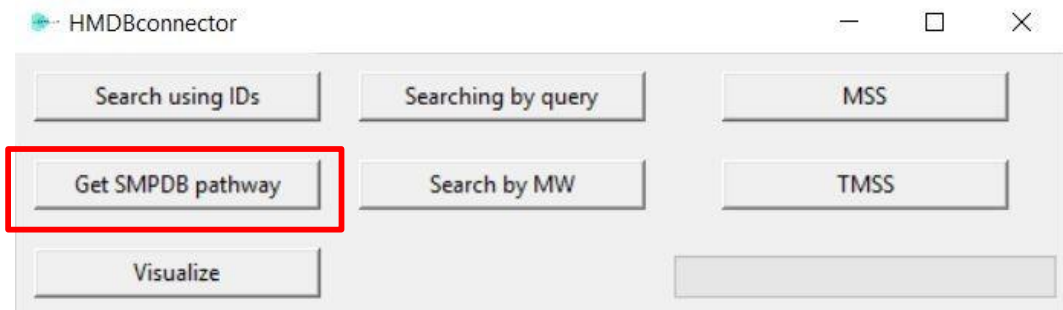 HMDBconnector
Search using IDs
Searching by query
MSS
Get SMPDB pathway
Search by MW
TMSS
Visualize